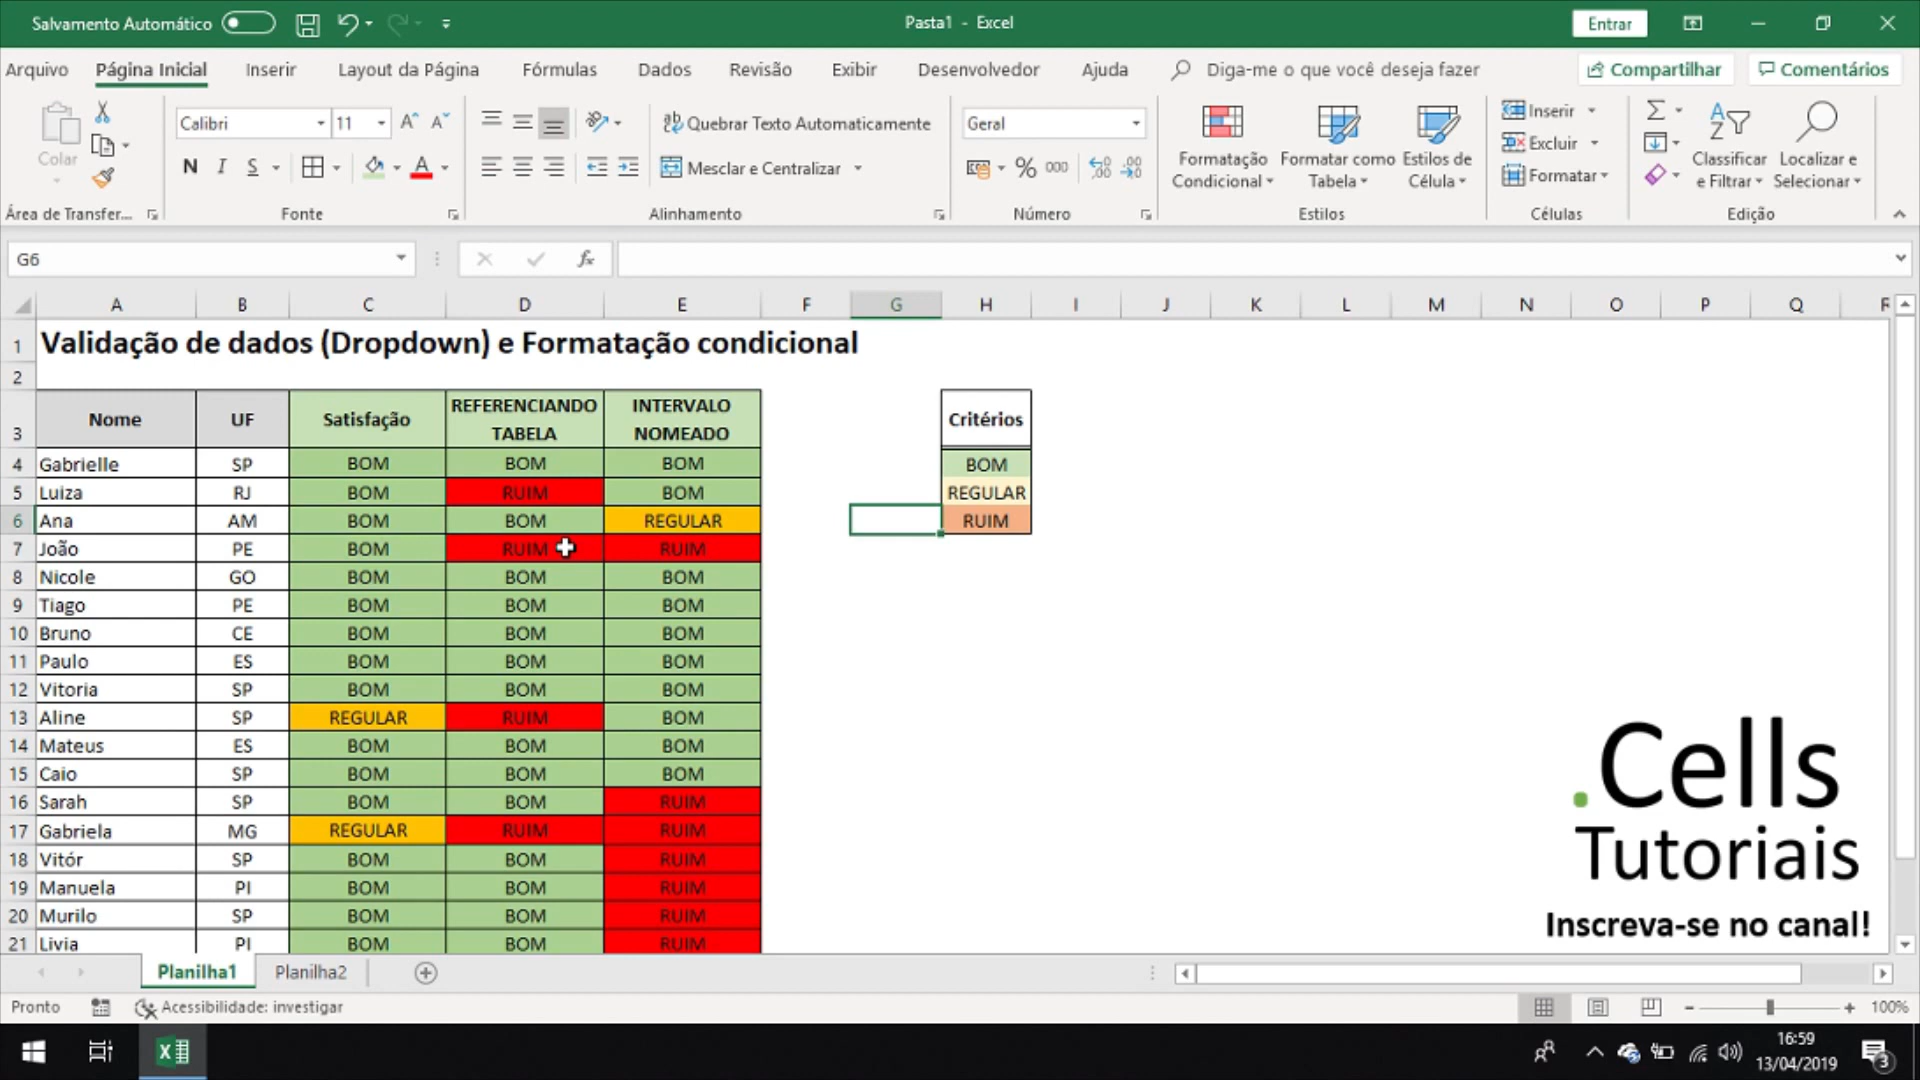 Salvamento Automático
Pasta1 - Excel
Entrar
Arquivo Página Inicial Inserir Layout da Página Fórmulas Dados Revisão Exibir Desenvolvedor Ajuda Diga-me o que você deseja fazer Compartilhar Comentários
Colar
Calibri 11
N I S
Quebrar Texto Automaticamente
Mesclar e Centralizar
Geral
% 000
Formatação Condicional
Formatar como Tabela
Estilos de Célula
Inserir
Excluir
Formatar
Classificar e Filtrar
Localizar e Selecionar
Área de Transfer... Fonte Alinhamento Número Estilos Células Edição
G6 fx
A B C D E F G H I J K L M N O P Q R
1 Validação de dados (Dropdown) e Formatação condicional
2
3 Nome UF Satisfação REFERENCIANDO TABELA INTERVALO NOMEADO Critérios
4 Gabrielle SP BOM BOM BOM BOM
5 Luiza RJ BOM RUIM BOM REGULAR
6 Ana AM BOM BOM REGULAR RUIM
7 João PE BOM RUIM RUIM
8 Nicole GO BOM BOM BOM
9 Tiago PE BOM BOM BOM
10 Bruno CE BOM BOM BOM
11 Paulo ES BOM BOM BOM
12 Vitoria SP BOM BOM BOM
13 Aline SP REGULAR RUIM BOM
14 Mateus ES BOM BOM BOM
15 Caio SP BOM BOM BOM
16 Sarah SP BOM BOM RUIM
17 Gabriela MG REGULAR RUIM RUIM
18 Vitór SP BOM BOM RUIM
19 Manuela PI BOM BOM RUIM
20 Murilo SP BOM BOM RUIM
21 Livia PI BOM BOM RUIM
.Cells
Tutoriais
Inscreva-se no canal!
Planilha1 Planilha2
Pronto Acessibilidade: investigar 100%
16:59
13/04/2019
3